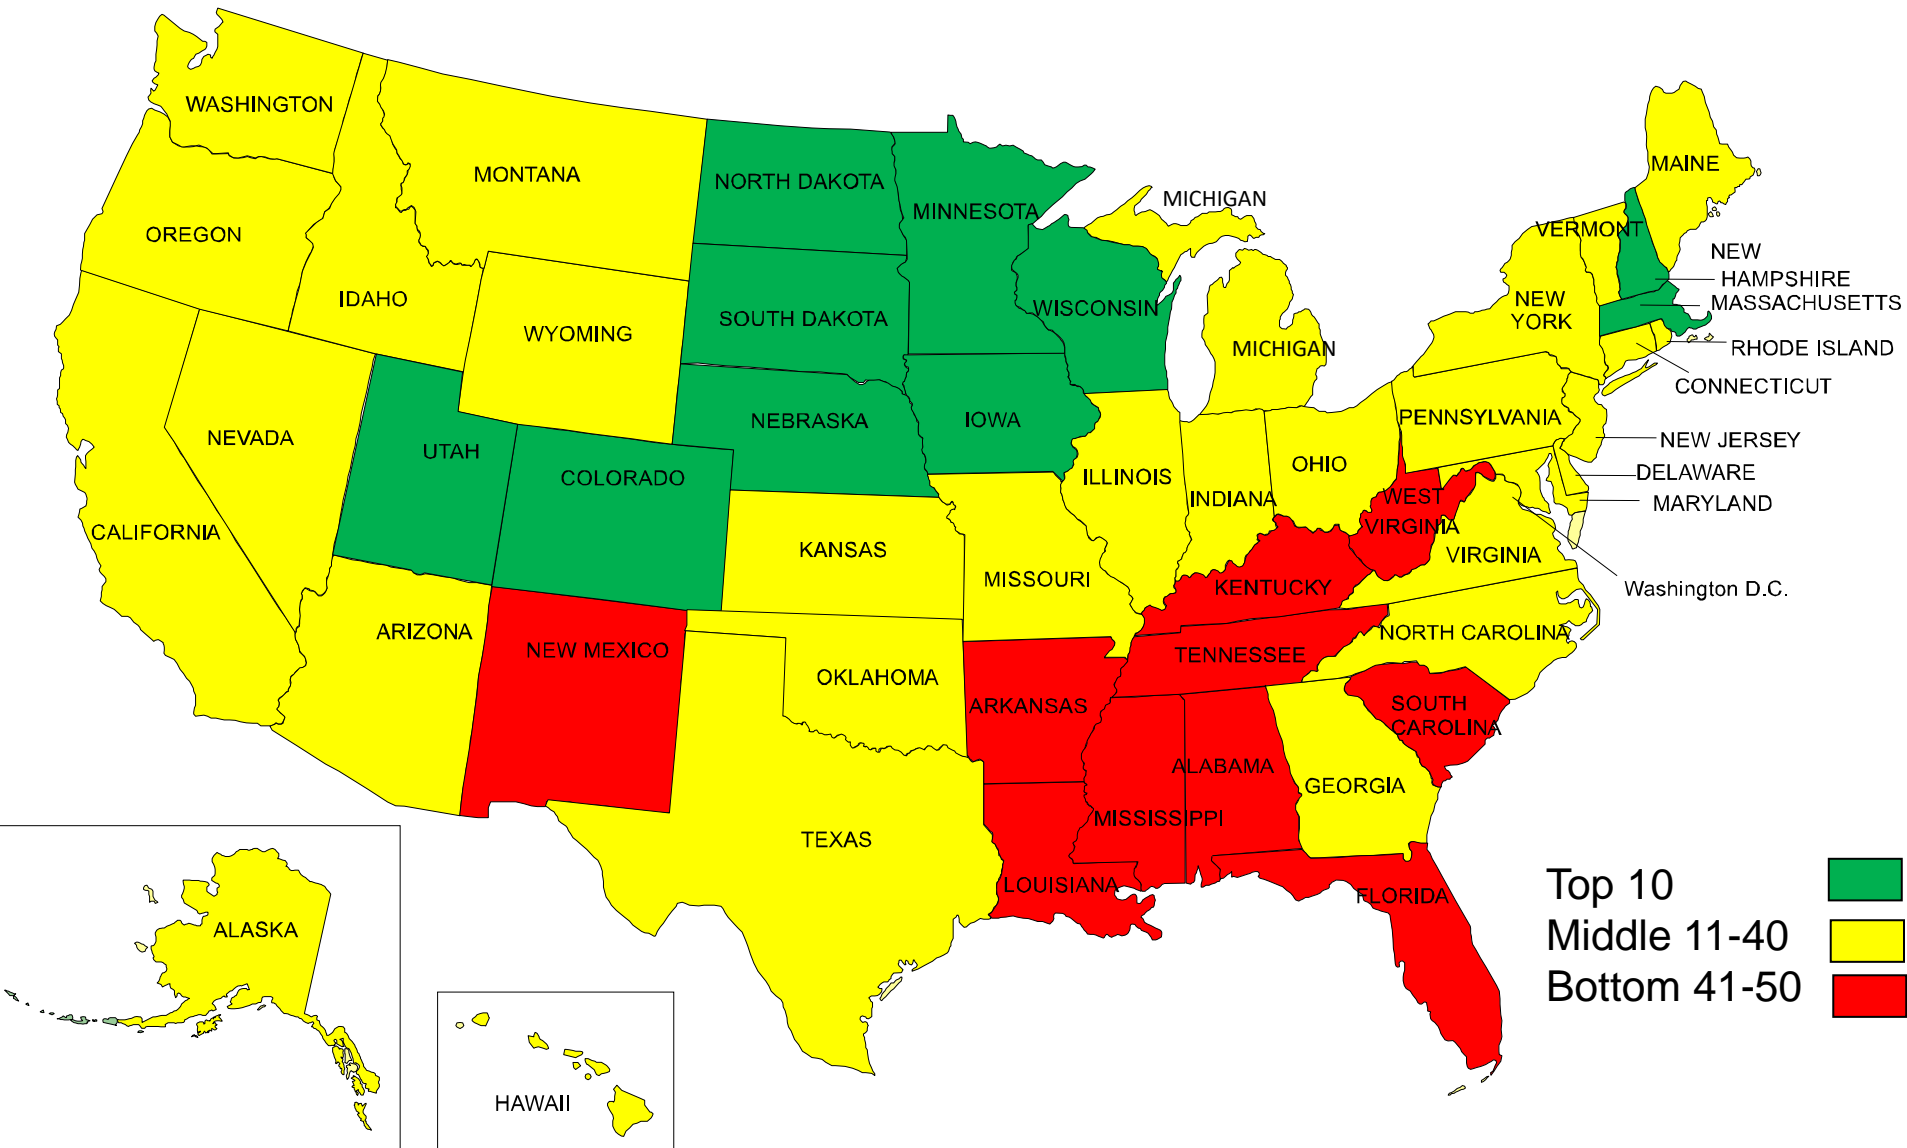 WASHINGTON
MAINE
MONTANA
NORTH DAKOTA
MICHIGAN
MINNESOTA
VERMONT
OREGON
NEW
HAMPSHIRE
IDAHO
NEW
YORK
MASSACHUSETTS
WISCONSIN
SOUTH DAKOTA
WYOMING
MICHIGAN
RHODE ISLAND
CONNECTICUT
NEBRASKA
IOWA
PENNSYLVANIA
NEVADA
NEW JERSEY
UTAH
COLORADO
ILLINOIS
OHIO
DELAWARE
INDIANA
WEST
VIRGINIA
MARYLAND
CALIFORNIA
KANSAS
VIRGINIA
MISSOURI
KENTUCKY
Washington D.C.
ARIZONA
NORTH CAROLINA
NEW MEXICO
TENNESSEE
OKLAHOMA
ARKANSAS
SOUTH
CAROLINA
ALABAMA
GEORGIA
MISSISSIPPI
TEXAS
LOUISIANA
FLORIDA
ALASKA
HAWAII
Top 10
Middle 11-40
Bottom 41-50